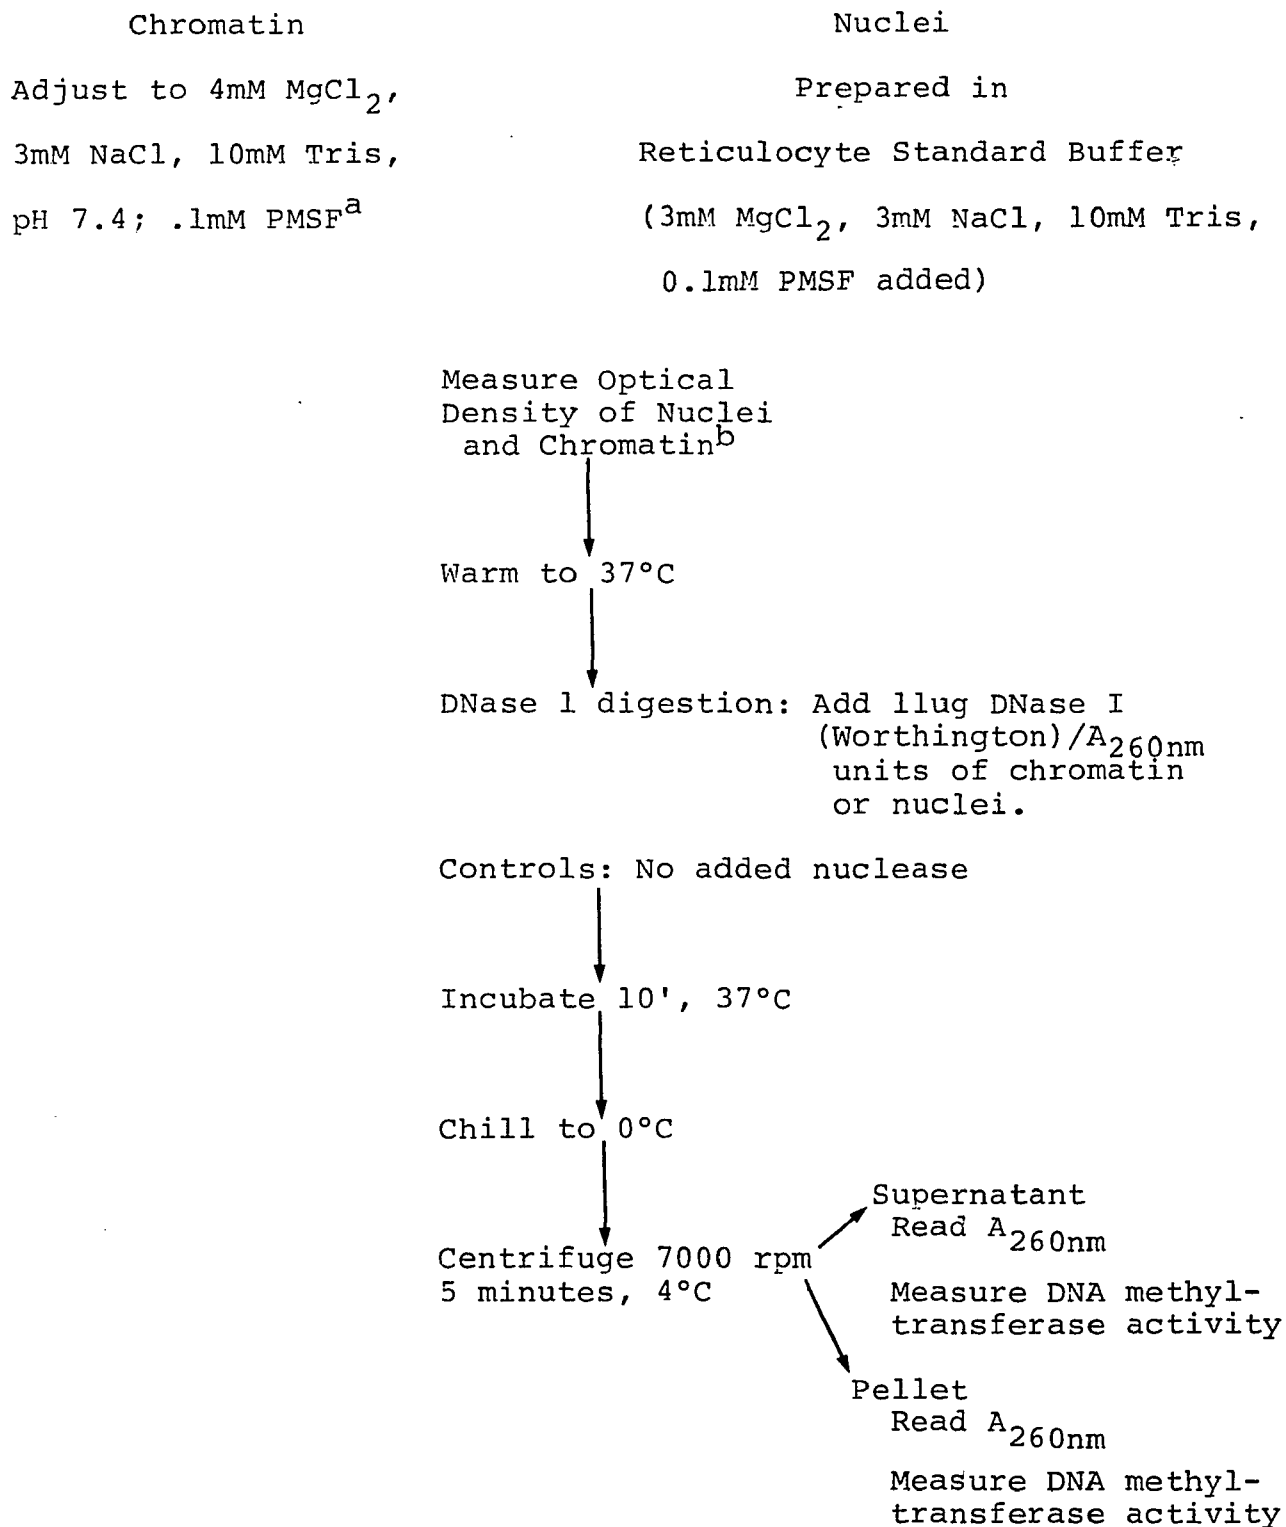 Chromatin
Adjust to 4mM MgCl2,
3mM NaCl, 10mM Tris,
pH 7.4; .1mM PMSFa
Nuclei
Prepared in
Reticulocyte Standard Buffer
(3mM MgCl2, 3mM NaCl, 10mM Tris,
0.1mM PMSF added)
Measure Optical
Density of Nuclei
and Chromatinb
Warm to 37°C
DNase 1 digestion: Add 11ug DNase I
(Worthington)/A260nm
units of chromatin
or nuclei.
Controls: No added nuclease
Incubate 10', 37°C
Chill to 0°C
Centrifuge 7000 rpm
5 minutes, 4°C
Supernatant
Read A260nm
Measure DNA methyl-
transferase activity
Pellet
Read A260nm
Measure DNA methyl-
transferase activity